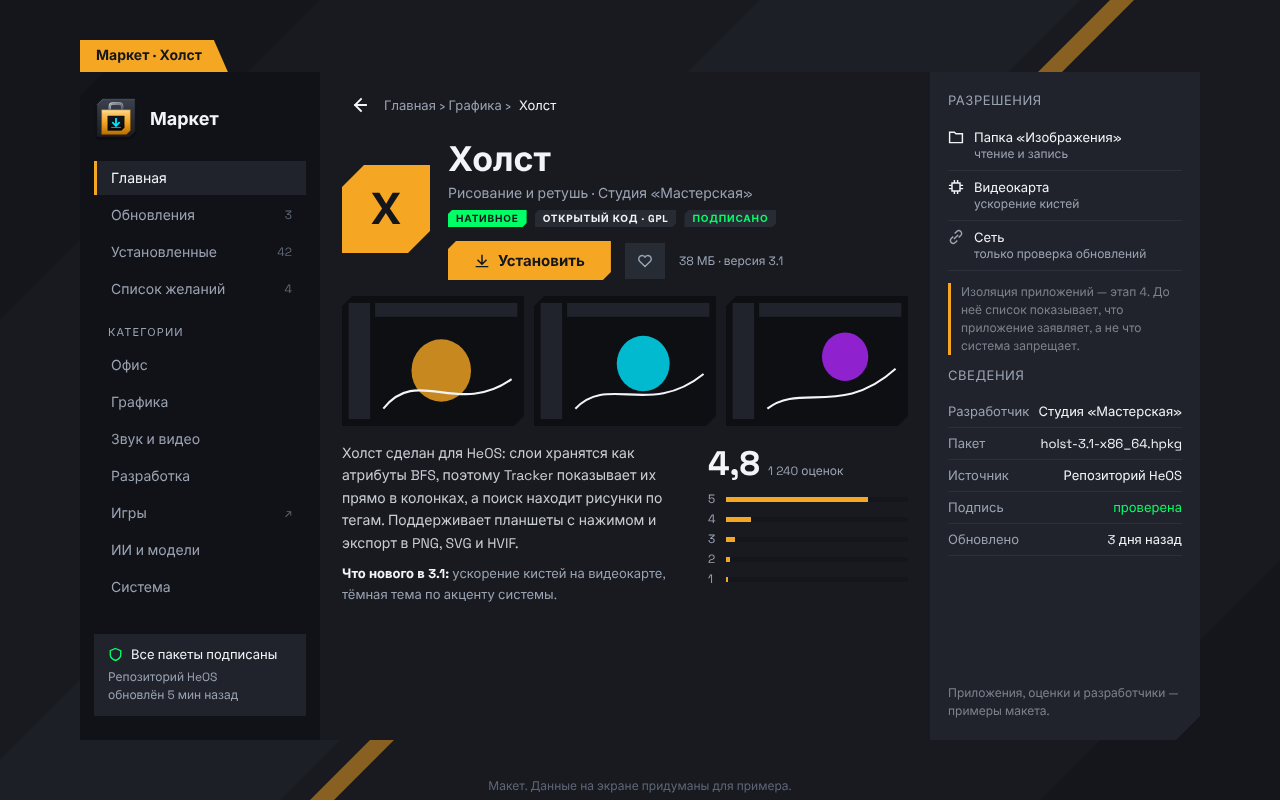 Маркет · Холст
Маркет
Главная
Обновления 3
Установленные 42
Список желаний 4
КАТЕГОРИИ
Офис
Графика
Звук и видео
Разработка
Игры ↗
ИИ и модели
Система
Все пакеты подписаны
Репозиторий HeOS
обновлён 5 мин назад
Главная > Графика > Холст
Х
Холст
Рисование и ретушь · Студия «Мастерская»
НАТИВНОЕ ОТКРЫТЫЙ КОД · GPL ПОДПИСАНО
Установить 38 МБ · версия 3.1
Холст сделан для HeOS: слои хранятся как
атрибуты BFS, поэтому Tracker показывает их
прямо в колонках, а поиск находит рисунки по
тегам. Поддерживает планшеты с нажимом и
экспорт в PNG, SVG и HVIF.
Что нового в 3.1: ускорение кистей на видеокарте,
тёмная тема по акценту системы.
4,8 1 240 оценок
5
4
3
2
1
РАЗРЕШЕНИЯ
Папка «Изображения»
чтение и запись
Видеокарта
ускорение кистей
Сеть
только проверка обновлений
Изоляция приложений — этап 4. До
неё список показывает, что
приложение заявляет, а не что
система запрещает.
СВЕДЕНИЯ
Разработчик Студия «Мастерская»
Пакет holst-3.1-x86_64.hpkg
Источник Репозиторий HeOS
Подпись проверена
Обновлено 3 дня назад
Приложения, оценки и разработчики —
примеры макета.
Макет. Данные на экране придуманы для примера.